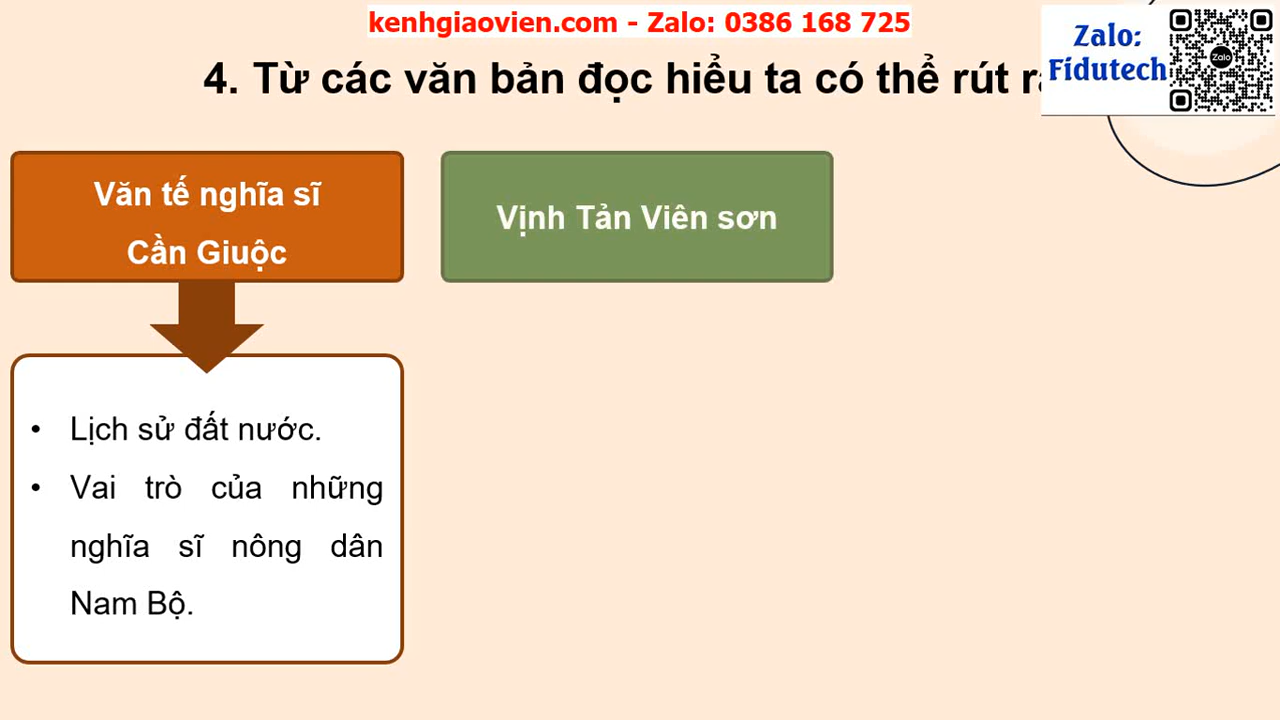 kenhgiaovien.com - Zalo: 0386 168 725
Zalo:
Fidutech
Zalo
4. Từ các văn bản đọc hiểu ta có thể rút
Văn tế nghĩa sĩ
Cần Giuộc
Vịnh Tản Viên sơn
• Lịch sử đất nước.
• Vai trò của những
nghĩa sĩ nông dân
Nam Bộ.